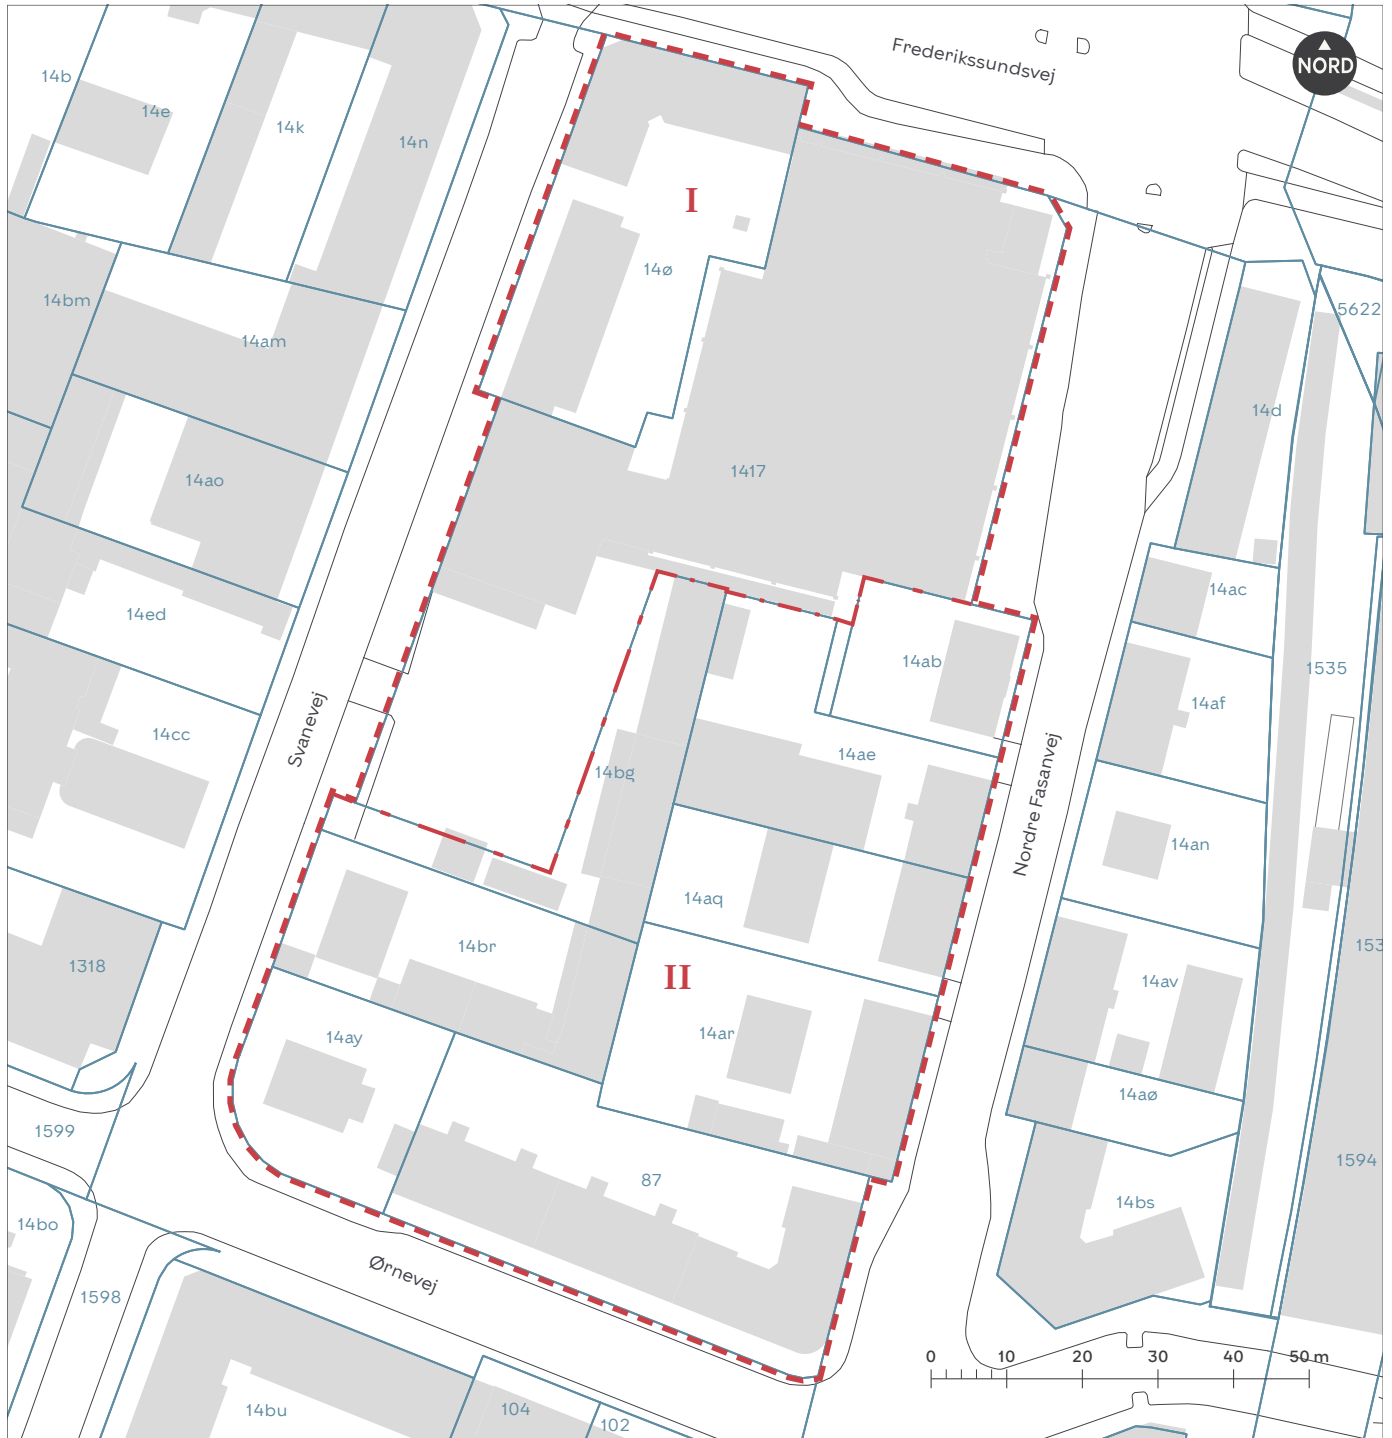 Frederikssundsvej
NORD
14b
14e
14k
14n
I
14ø
14bm
14am
5622
14d
14ao
1417
14ac
14ed
14ab
1535
14af
14cc
Svanevej
14bg
14ae
Nordre Fasanvej
14an
14aq
14br
II
1318
14av
153
14ar
14ay
14aø
1599
1594
87
14bs
14bo
Ørnevej
1598
0 10 20 30 40 50 m
14bu
104
102